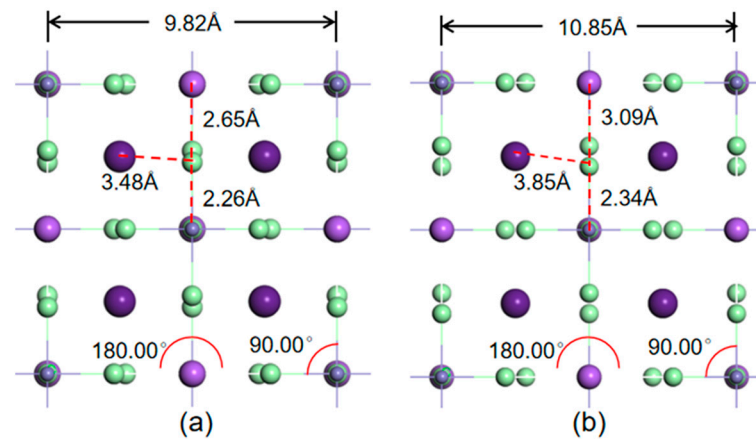 9.82Å
2.65Å
3.48Å
2.26Å
180.00°
90.00°
(a)
10.85Å
3.09Å
3.85Å
2.34Å
180.00°
90.00°
(b)